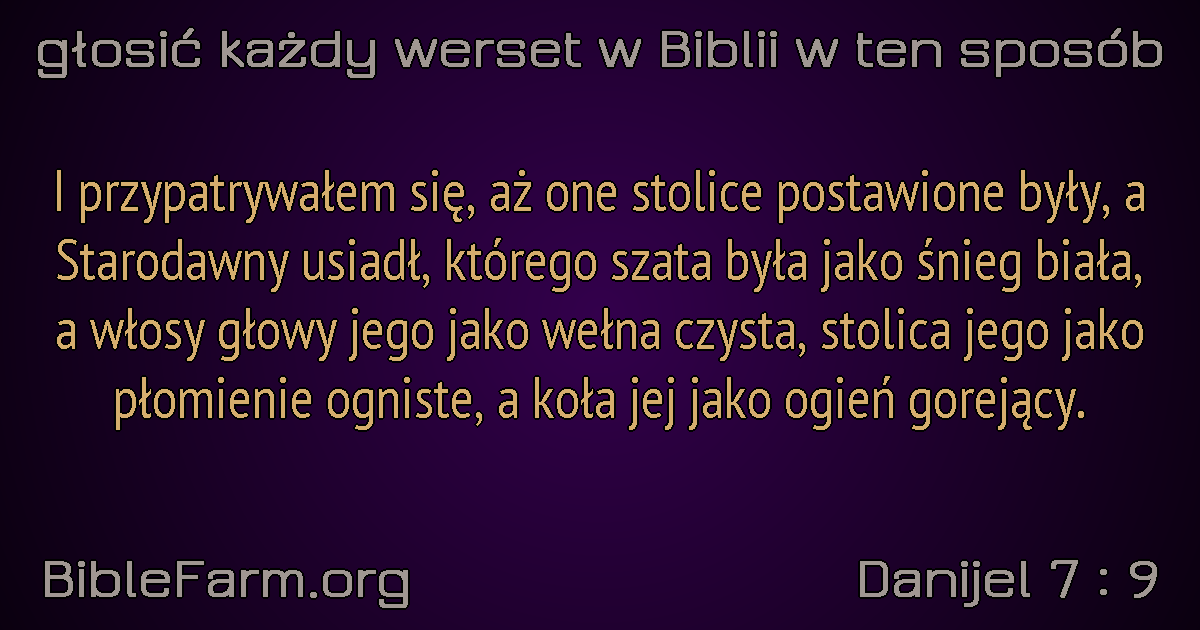 głosić każdy werset w Biblii w ten sposób
I przypatrywałem się, aż one stolice postawione były, a
Starodawny usiadł, którego szata była jako śnieg biała,
a włosy głowy jego jako wełna czysta, stolica jego jako
płomienie ogniste, a koła jej jako ogień gorejący.
BibleFarm.org
Danijel 7 : 9